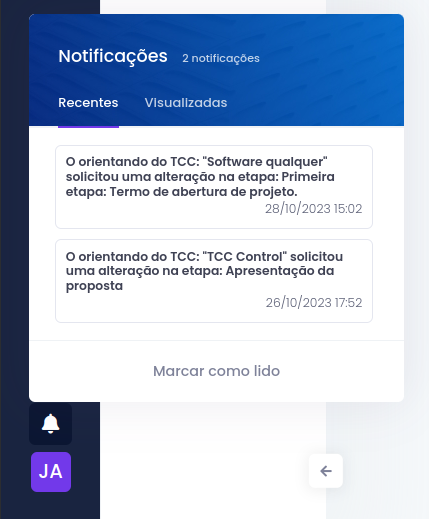 Notificações 2 notificações
Recentes Visualizadas
O orientando do TCC: "Software qualquer"
solicitou uma alteração na etapa: Primeira
etapa: Termo de abertura de projeto.
28/10/2023 15:02
O orientando do TCC: "TCC Control" solicitou
uma alteração na etapa: Apresentação da
proposta
26/10/2023 17:52
Marcar como lido
JA